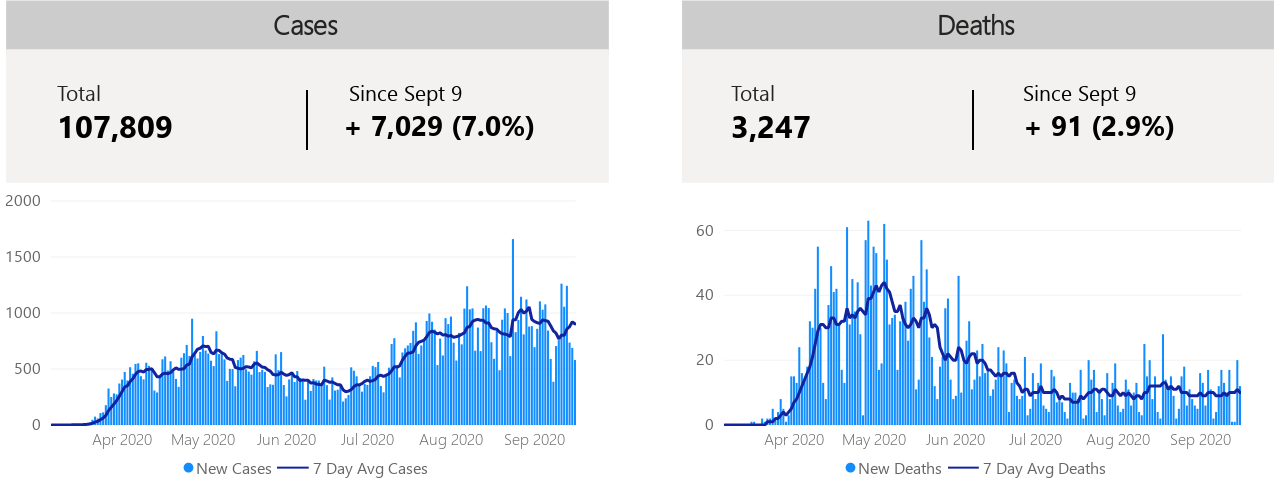 Cases
Total
107,809
Since Sept 9
+ 7,029 (7.0%)
2000
1500
1000
500
0
Apr 2020 May 2020 Jun 2020 Jul 2020 Aug 2020 Sep 2020
New Cases 7 Day Avg Cases
Deaths
Total
3,247
Since Sept 9
+ 91 (2.9%)
60
40
20
0
Apr 2020 May 2020 Jun 2020 Jul 2020 Aug 2020 Sep 2020
New Deaths 7 Day Avg Deaths